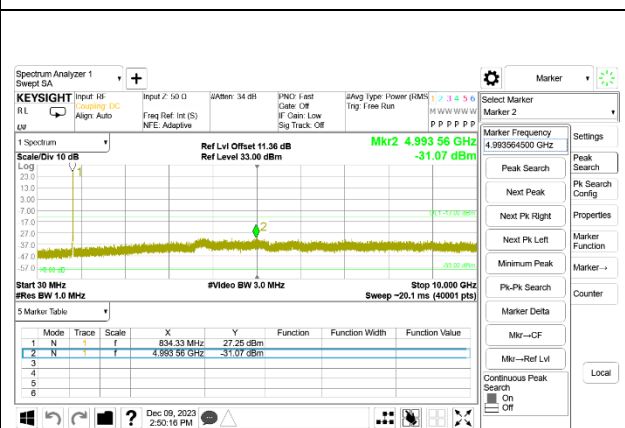 Spectrum Analyzer 1
Swept SA
Marker
KEYSIGHT Input: RF Input Z: 50 Ω #Atten: 34 dB PNO: Fast #Avg Type: Power (RMS 1 2 3 4 5 6
RL Coupling: DC Gate: Off Trig: Free Run M W W W W W
Align: Auto Freq Ref: Int (S) IF Gain: Low P P P P P P
NFE: Adaptive Sig Track: Off
Select Marker
Marker 2
1 Spectrum
Scale/Div 10 dB
Ref Lvl Offset 11.36 dB
Ref Level 33.00 dBm
Mkr2 4.993 56 GHz
-31.07 dBm
Log
23.0
13.0
3.00
7.00
17.0
27.0
37.0
-47.0
-57.0
1
2
DL1 -13.00 dBm
Start 30 MHz #Video BW 3.0 MHz Stop 10.000 GHz
#Res BW 1.0 MHz Sweep ~20.1 ms (40001 pts)
5 Marker Table
Mode Trace Scale X Y Function Function Width Function Value
1 N 1 f 834.33 MHz 27.25 dBm
2 N 1 f 4.993 56 GHz -31.07 dBm
3
4
5
6
Marker Frequency
4.993564500 GHz
Peak Search
Next Peak
Next Pk Right
Next Pk Left
Minimum Peak
Pk-Pk Search
Marker Delta
Mkr→CF
Mkr→Ref Lvl
Continuous Peak
Search
On
Off
Settings
Peak
Search
Pk Search
Config
Properties
Marker
Function
Marker→
Counter
Local
? Dec 09, 2023
2:50:16 PM